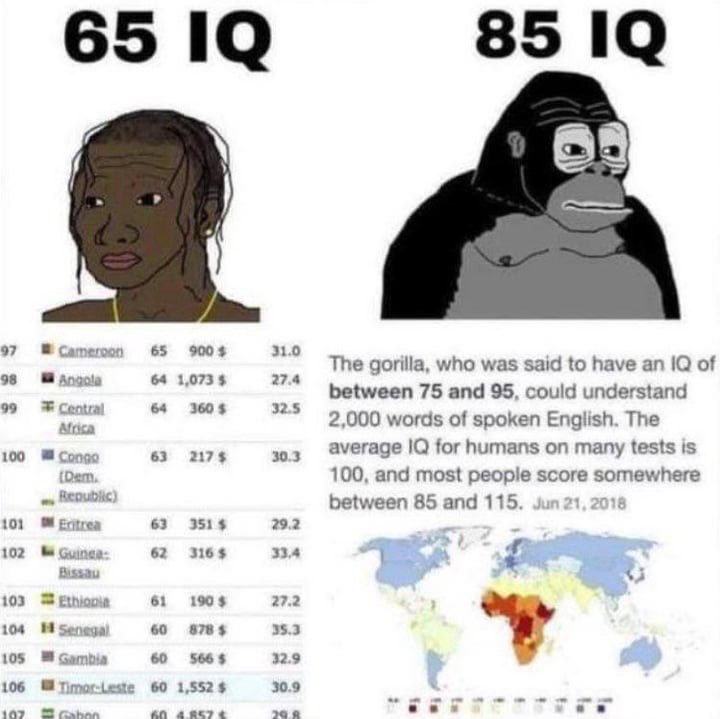 65 IQ
85 IQ
97 Cameroon 65 900 $ 31.0
98 Angola 64 1,073 $ 27.4
99 Central 64 360 $ 32.5
Africa
100 Congo 63 217 $ 30.3
(Dem.
Republic)
101 Eritrea 63 351 $ 29.2
102 Guinea- 62 316 $ 33.4
Bissau
103 Ethiopia 61 190 $ 27.2
104 Senegal 60 878 $ 35.3
105 Gambia 60 566 $ 32.9
106 Timor-Leste 60 1,552 $ 30.9
107 Gabon 60 4,857 $ 29.8
The gorilla, who was said to have an IQ of
between 75 and 95, could understand
2,000 words of spoken English. The
average IQ for humans on many tests is
100, and most people score somewhere
between 85 and 115. Jun 21, 2018